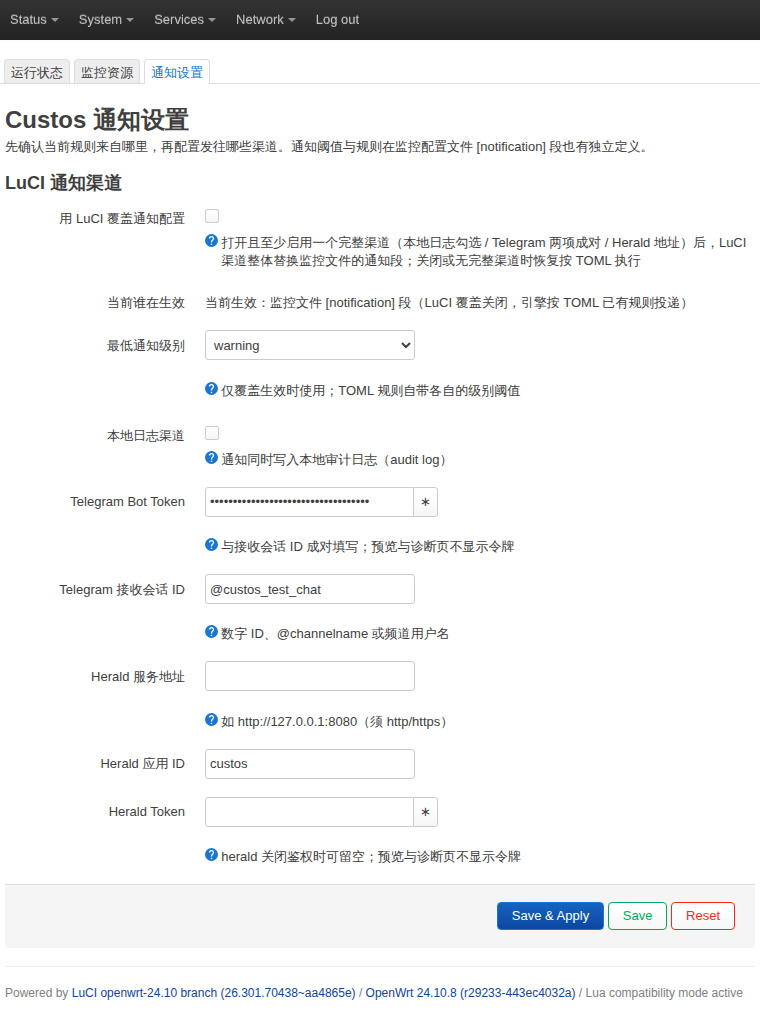 Status System Services Network Log out
运行状态 监控资源 通知设置
Custos 通知设置
先确认当前规则来自哪里，再配置发往哪些渠道。通知阈值与规则在监控配置文件 [notification] 段也有独立定义。
LuCI 通知渠道
用 LuCI 覆盖通知配置
打开且至少启用一个完整渠道（本地日志勾选 / Telegram 两项成对 / Herald 地址）后，LuCI
渠道整体替换监控文件的通知段；关闭或无完整渠道时恢复按 TOML 执行
当前谁在生效 当前生效：监控文件 [notification] 段（LuCI 覆盖关闭，引擎按 TOML 已有规则投递）
最低通知级别 warning
仅覆盖生效时使用；TOML 规则自带各自的级别阈值
本地日志渠道
通知同时写入本地审计日志（audit log）
Telegram Bot Token •••••••••••••••••••••••••••••••••••• ∗
与接收会话 ID 成对填写；预览与诊断页不显示令牌
Telegram 接收会话 ID @custos_test_chat
数字 ID、@channelname 或频道用户名
Herald 服务地址
如 http://127.0.0.1:8080（须 http/https）
Herald 应用 ID custos
Herald Token ∗
herald 关闭鉴权时可留空；预览与诊断页不显示令牌
Save & Apply Save Reset
Powered by LuCI openwrt-24.10 branch (26.301.70438~aa4865e) / OpenWrt 24.10.8 (r29233-443ec4032a) / Lua compatibility mode active